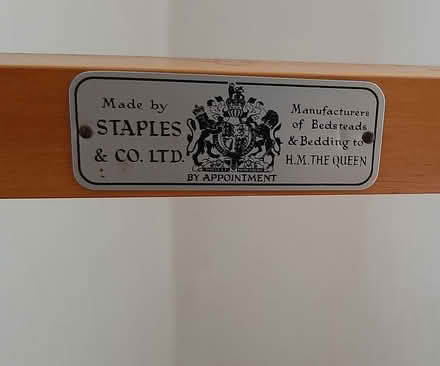 Made by
STAPLES
& CO. LTD.
BY APPOINTMENT
Manufacturers
of Bedsteads
& Bedding to
H.M. THE QUEEN